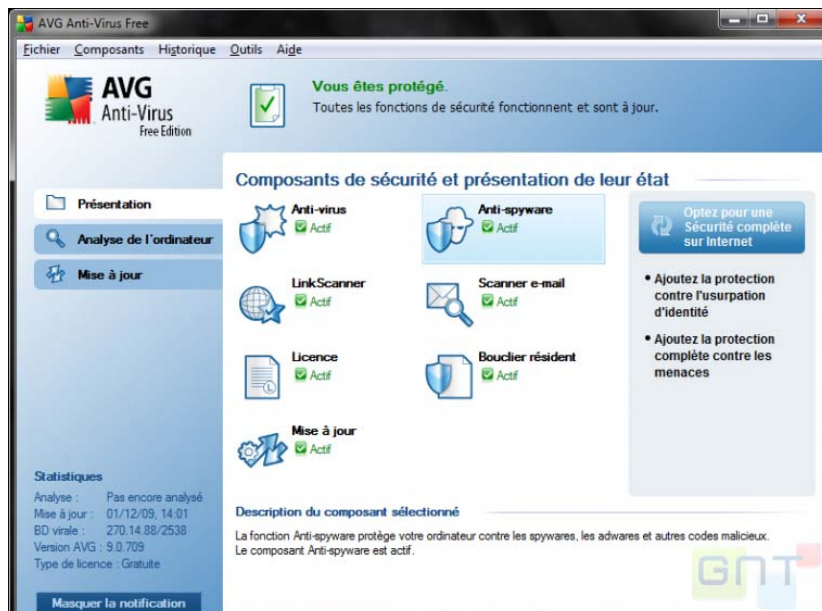 AVG Anti-Virus Free
Fichier Composants Historique Outils Aide
AVG
Anti-Virus
Free Edition
Vous êtes protégé.
Toutes les fonctions de sécurité fonctionnent et sont à jour.
Présentation
Analyse de l'ordinateur
Mise à jour
Composants de sécurité et présentation de leur état
Anti-virus
Actif
Anti-spyware
Actif
LinkScanner
Actif
Scanner e-mail
Actif
Licence
Actif
Bouclier résident
Actif
Mise à jour
Actif
Optez pour une
Sécurité complète
sur Internet
• Ajoutez la protection
contre l'usurpation
d'identité
• Ajoutez la protection
complète contre les
menaces
Statistiques
Analyse : Pas encore analysé
Mise à jour : 01/12/09, 14:01
BD virale : 270.14.88/2538
Version AVG : 9.0.709
Type de licence : Gratuite
Masquer la notification
Description du composant sélectionné
La fonction Anti-spyware protège votre ordinateur contre les spywares, les adwares et autres codes malicieux.
Le composant Anti-spyware est actif.
GNT